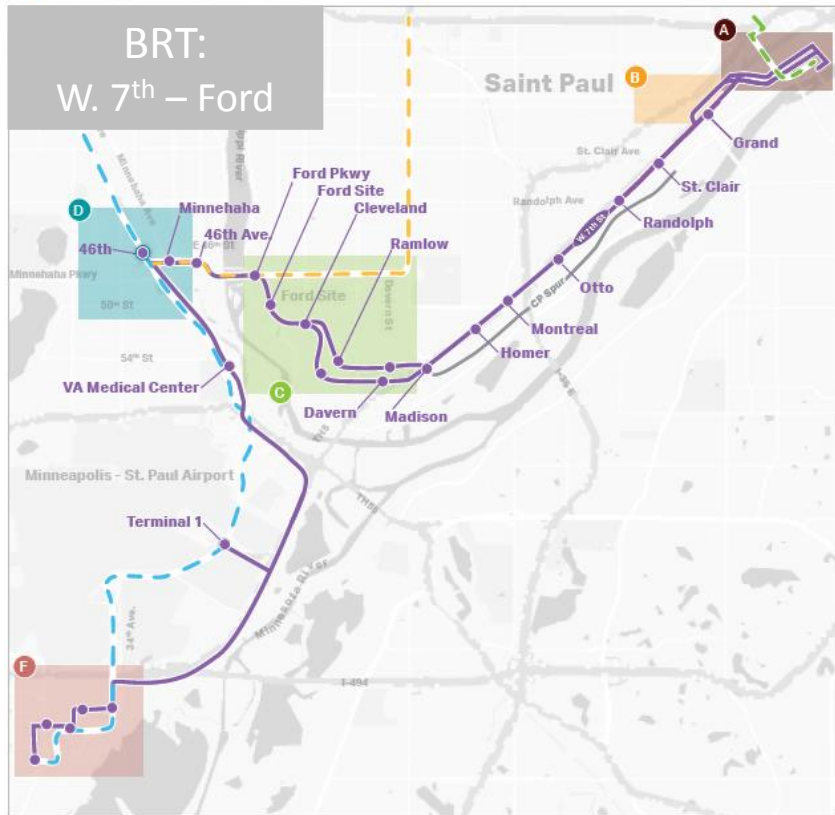 BRT:
W. 7th – Ford
A
Saint Paul
B
Grand
St. Clair Ave
St. Clair
Randolph Ave
Randolph
W. 7th St
Otto
CP Spur
Montreal
Homer
I-35 E
Minnehaha Ave
Ford Pkwy
Ford Site
Cleveland
Ramlow
D
Minnehaha
46th Ave.
46th
E 46th St
Minnehaha Pkwy
50th St
54th St
Ford Site
Davern St
VA Medical Center
C
Davern
Madison
TH5
Minneapolis - St. Paul Airport
TH55
Terminal 1
Minnesota River
34th Ave.
F
I-494